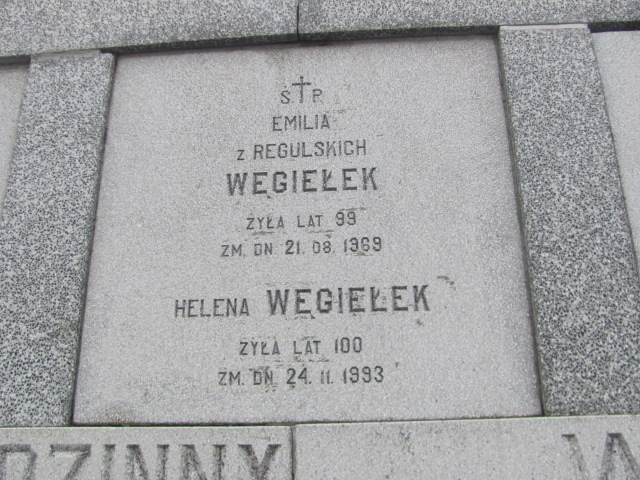 Ś † P.
EMILIA
Z REGULSKICH
WĘGIEŁEK
ŻYŁA LAT 99
ZM. DN 21. 08. 1969
HELENA WĘGIEŁEK
ŻYŁA LAT 100
ZM. DN. 24. 11. 1993
DZINNY W